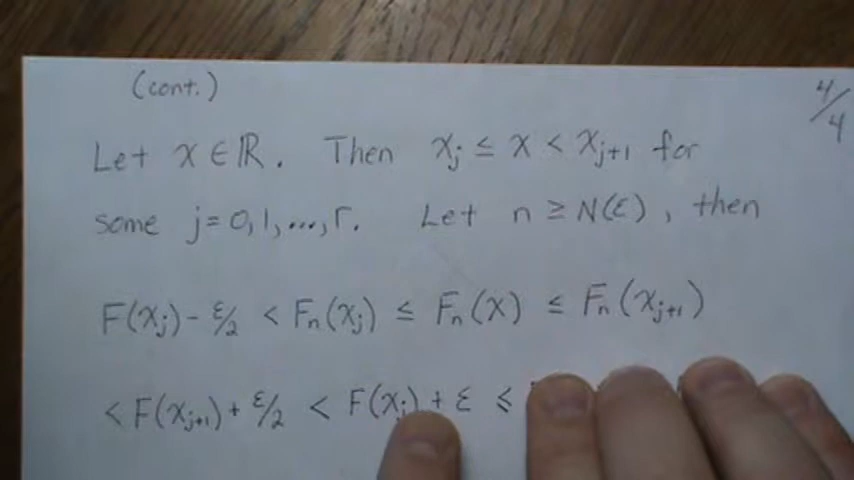 (cont.)
4/4
Let x ∈ ℝ. Then x_j ≤ x < x_{j+1} for
some j = 0, 1, ..., r. Let n ≥ N(ε), then
F(x_j) - ε/2 < F_n(x_j) ≤ F_n(x) ≤ F_n(x_{j+1})
< F(x_{j+1}) + ε/2 < F(x_j) + ε ≤